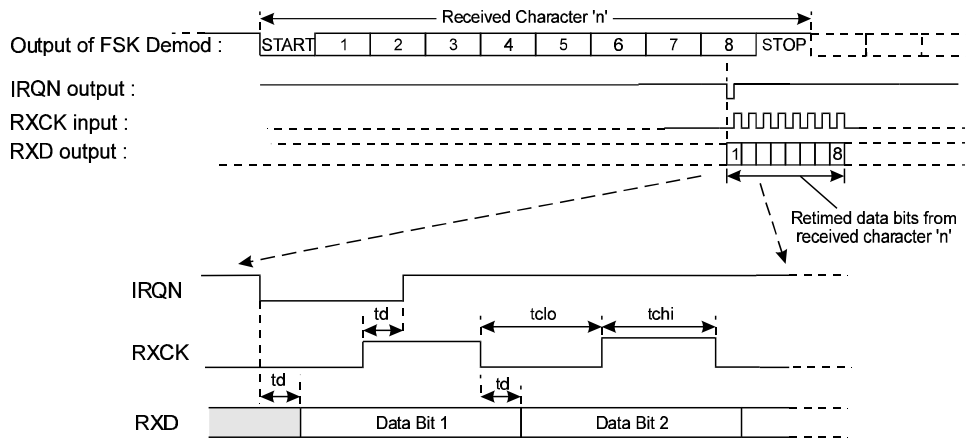 Received Character 'n'
Output of FSK Demod : START 1 2 3 4 5 6 7 8 STOP
IRQN output :
RXCK input :
RXD output : 1 8
Retimed data bits from
received character 'n'
IRQN
td tclo tchi
RXCK
td td
RXD Data Bit 1 Data Bit 2